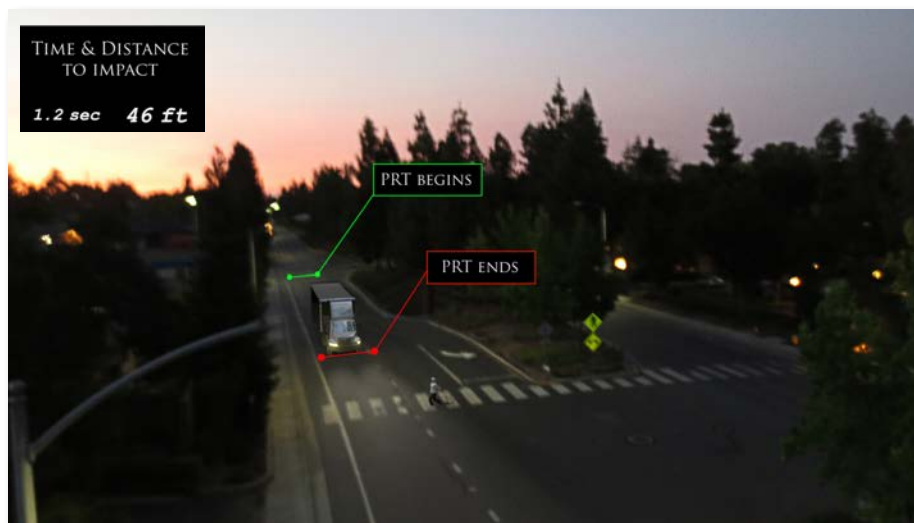 TIME & DISTANCE
TO IMPACT
1.2 sec 46 ft
PRT BEGINS
PRT ENDS